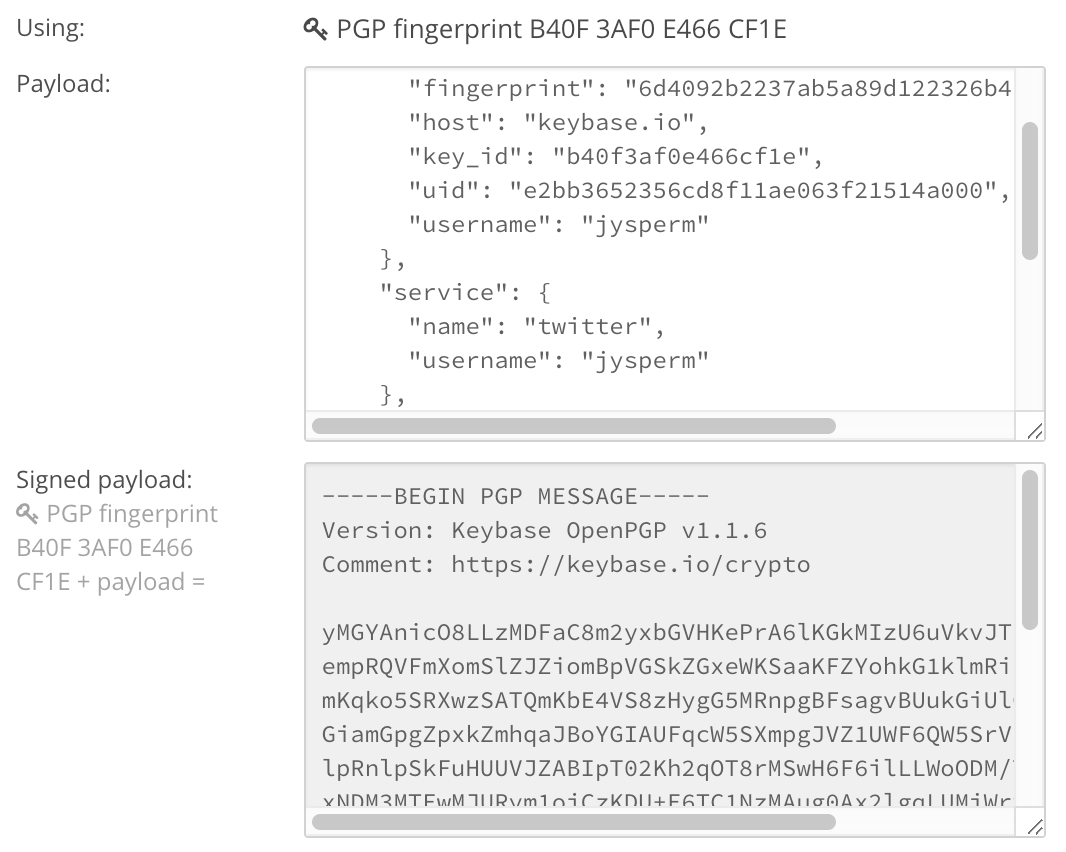 Using:
PGP fingerprint B40F 3AF0 E466 CF1E
Payload:
"fingerprint": "6d4092b2237ab5a89d122326b4
"host": "keybase.io",
"key_id": "b40f3af0e466cf1e",
"uid": "e2bb3652356cd8f11ae063f21514a000",
"username": "jysperm"
},
"service": {
"name": "twitter",
"username": "jysperm"
},
Signed payload:
PGP fingerprint
B40F 3AF0 E466
CF1E + payload =
-----BEGIN PGP MESSAGE-----
Version: Keybase OpenPGP v1.1.6
Comment: https://keybase.io/crypto
yMGYAnicO8LLzMDFaC8m2yxbGVHKePrA6lKGkMIzU6uVkvJT
empRQVFmXomSlZJZiomBpVGSkZGxeWKSaaKFZYohkG1klmRi
mKqko5SRXwzSATQmKbE4VS8zHygG5MRnpgBFsagvBUukGiUl
GiamGpgZpxkZmhqaJBoYGIAUFqcW5SXmpgJVZ1UWF6QW5SrV
lpRnlpSkFuHUUVJZABIpT02Kh2qOT8rMSwH6F6ilLLWoODM/